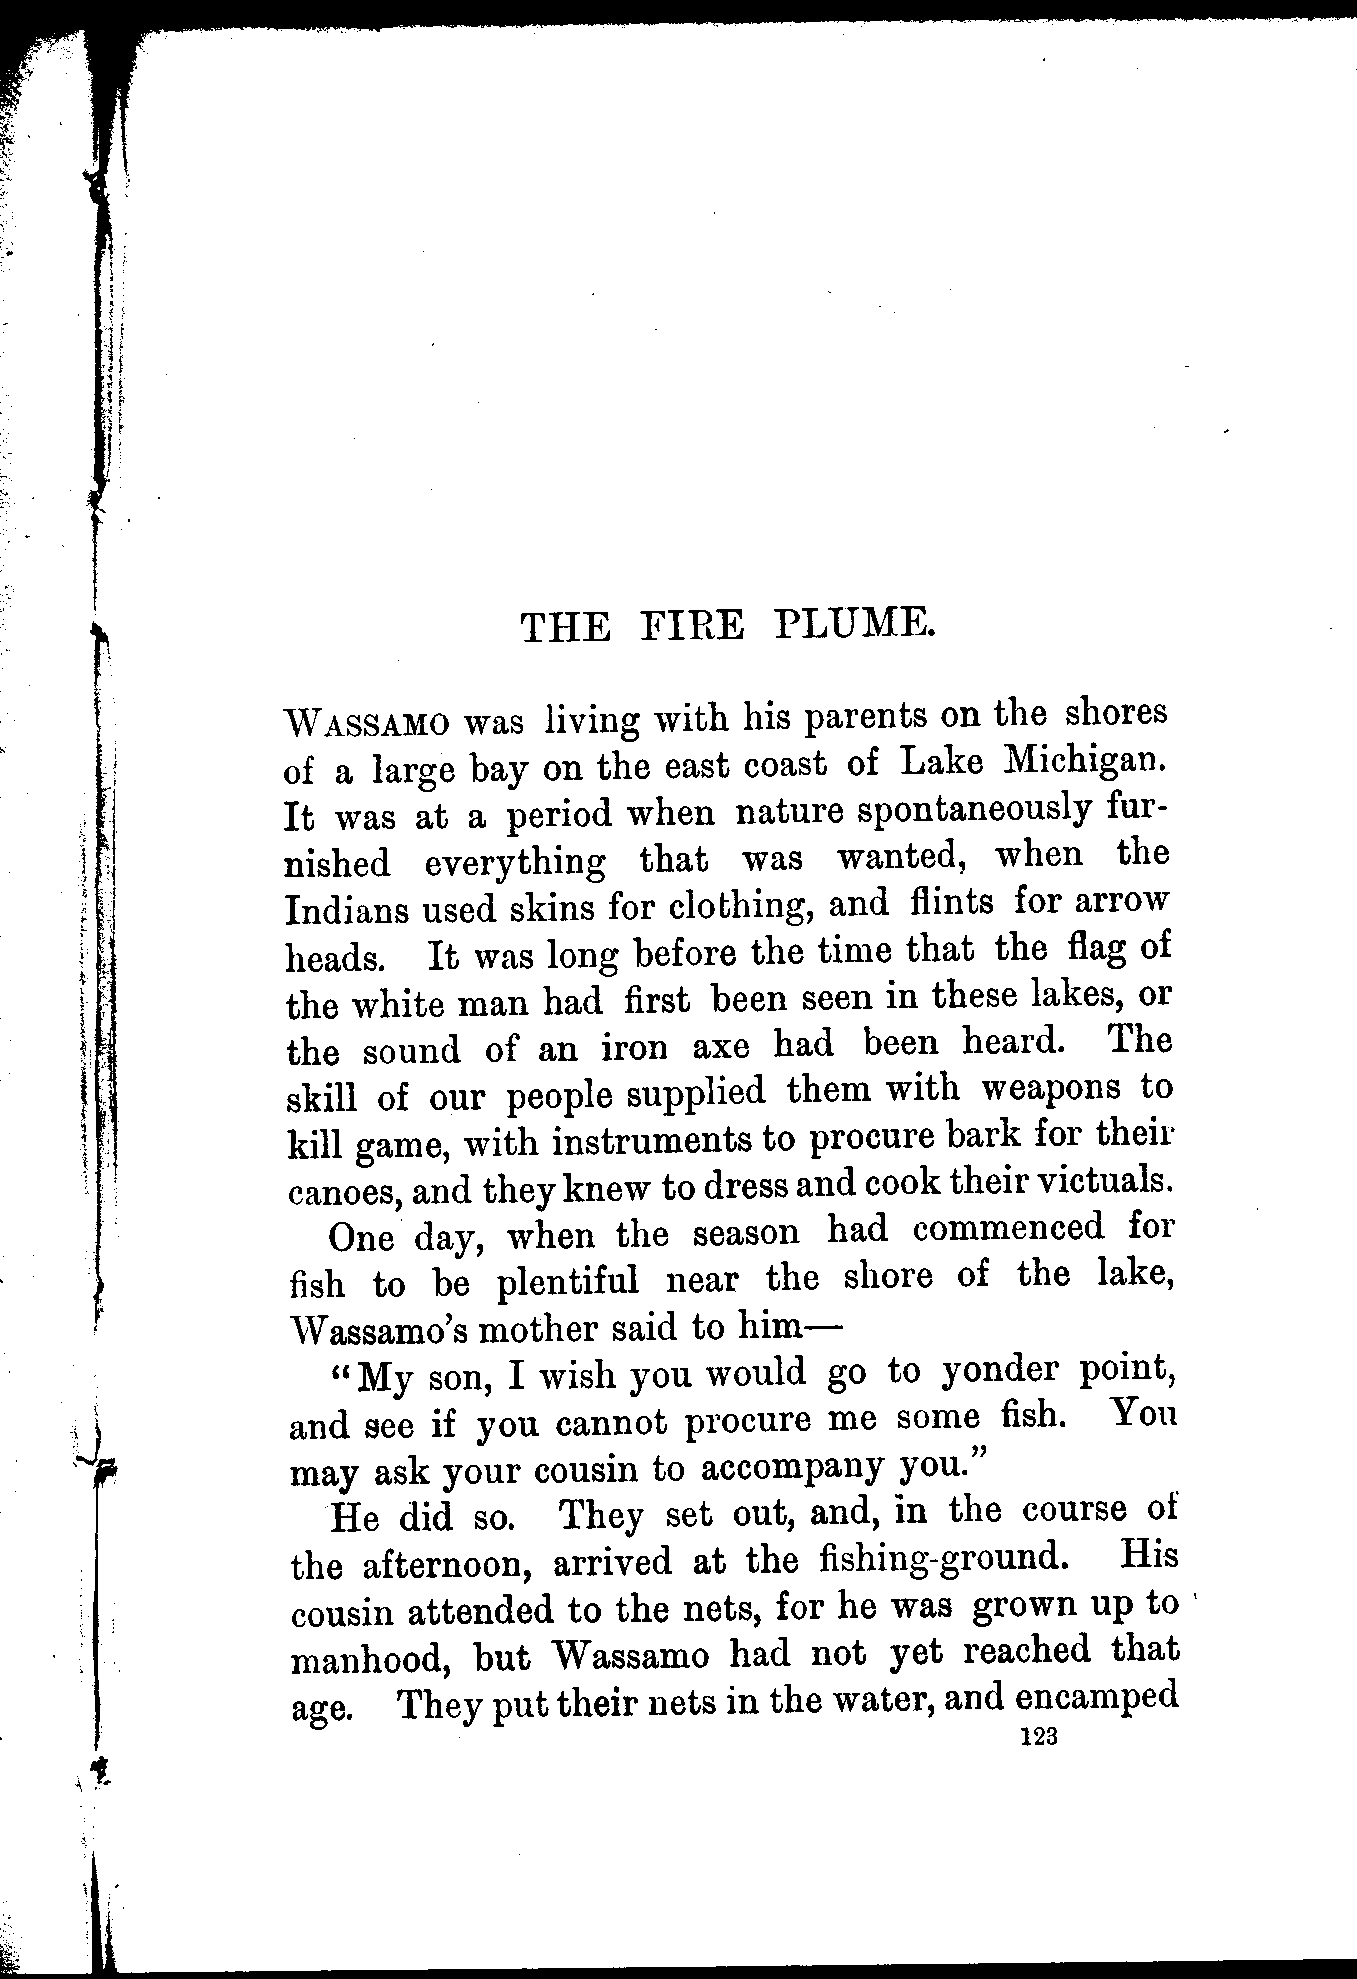 THE FIRE PLUME.
WASSAMO was living with his parents on the shores
of a large bay on the east coast of Lake Michigan.
It was at a period when nature spontaneously fur-
nished everything that was wanted, when the
Indians used skins for clothing, and flints for arrow
heads. It was long before the time that the flag of
the white man had first been seen in these lakes, or
the sound of an iron axe had been heard. The
skill of our people supplied them with weapons to
kill game, with instruments to procure bark for their
canoes, and they knew to dress and cook their victuals.
One day, when the season had commenced for
fish to be plentiful near the shore of the lake,
Wassamo's mother said to him—
"My son, I wish you would go to yonder point,
and see if you cannot procure me some fish. You
may ask your cousin to accompany you."
He did so. They set out, and, in the course of
the afternoon, arrived at the fishing-ground. His
cousin attended to the nets, for he was grown up to
manhood, but Wassamo had not yet reached that
age. They put their nets in the water, and encamped
123